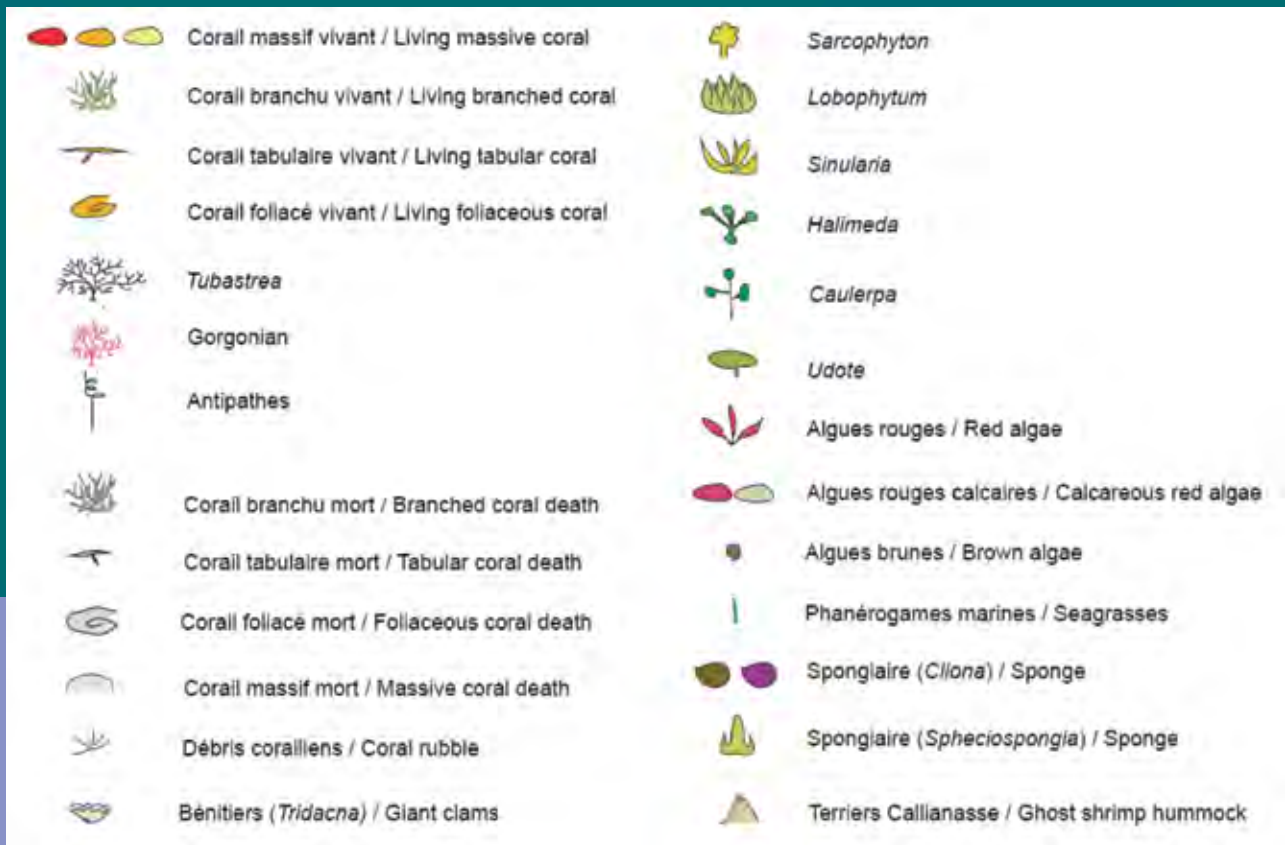 Corail massif vivant / Living massive coral
Corail branchu vivant / Living branched coral
Corail tabulaire vivant / Living tabular coral
Corail foliacé vivant / Living foliaceous coral
Tubastrea
Gorgonian
Antipathes
Corail branchu mort / Branched coral death
Corail tabulaire mort / Tabular coral death
Corail foliacé mort / Foliaceous coral death
Corail massif mort / Massive coral death
Débris coralliens / Coral rubble
Bénitiers (Tridacna) / Giant clams
Sarcophyton
Lobophytum
Sinularia
Halimeda
Caulerpa
Udote
Algues rouges / Red algae
Algues rouges calcaires / Calcareous red algae
Algues brunes / Brown algae
Phanérogames marines / Seagrasses
Spongiaire (Cliona) / Sponge
Spongiaire (Spheciospongia) / Sponge
Terriers Callianasse / Ghost shrimp hummock